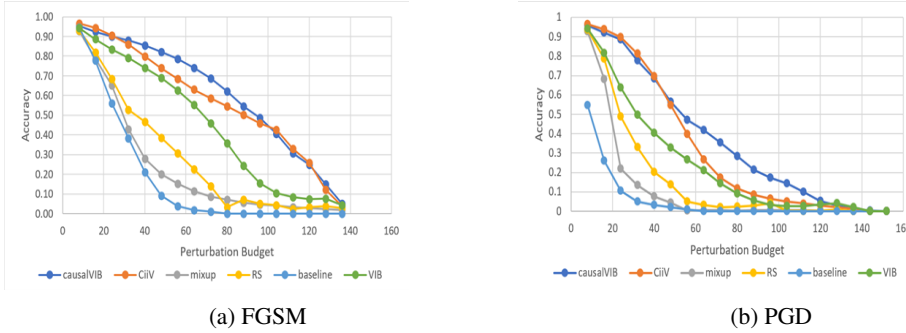 1.00
0.90
0.80
0.70
0.60
0.50
0.40
0.30
0.20
0.10
0.00
Accuracy
0 20 40 60 80 100 120 140 160
Perturbation Budget
causalVIB CiiV mixup RS baseline VIB
(a) FGSM
1
0.9
0.8
0.7
0.6
0.5
0.4
0.3
0.2
0.1
0
Accuracy
0 20 40 60 80 100 120 140 160
Perturbation Budget
causalVIB CiiV mixup RS baseline VIB
(b) PGD